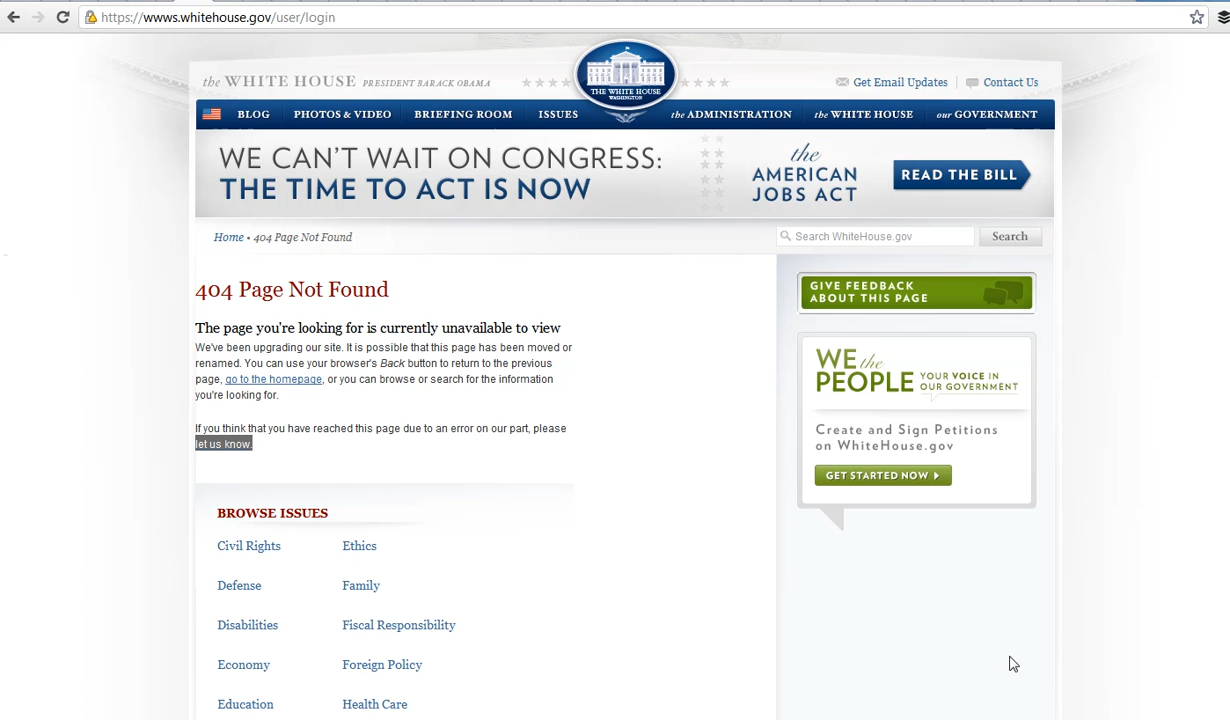 https://wwws.whitehouse.gov/user/login
the WHITE HOUSE PRESIDENT BARACK OBAMA
THE WHITE HOUSE
WASHINGTON
Get Email Updates
Contact Us
BLOG PHOTOS & VIDEO BRIEFING ROOM ISSUES the ADMINISTRATION the WHITE HOUSE our GOVERNMENT
WE CAN'T WAIT ON CONGRESS:
THE TIME TO ACT IS NOW
the
AMERICAN
JOBS ACT
READ THE BILL
Home • 404 Page Not Found
Search WhiteHouse.gov
Search
404 Page Not Found
The page you're looking for is currently unavailable to view
We've been upgrading our site. It is possible that this page has been moved or
renamed. You can use your browser's Back button to return to the previous
page, go to the homepage, or you can browse or search for the information
you're looking for.
If you think that you have reached this page due to an error on our part, please
let us know.
GIVE FEEDBACK
ABOUT THIS PAGE
WE the
PEOPLE
YOUR VOICE IN
OUR GOVERNMENT
Create and Sign Petitions
on WhiteHouse.gov
GET STARTED NOW
BROWSE ISSUES
Civil Rights
Ethics
Defense
Family
Disabilities
Fiscal Responsibility
Economy
Foreign Policy
Education
Health Care